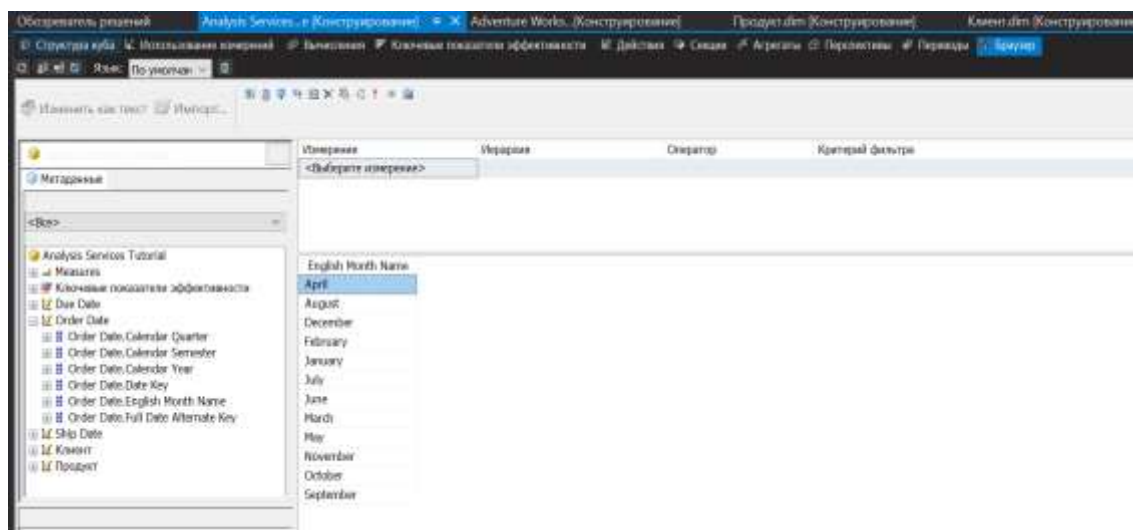 Обозреватель решений Analysis Services...е [Конструирование] Adventure Works...[Конструирование] Продукт.dim [Конструирование] Клиент.dim [Конструирование
Структура куба Использование измерений Вычисления Ключевые показатели эффективности Действия Секции Агрегаты Перспективы Переводы Браузер
Язык: По умолчан
Изменить как текст Импорт...
Измерение Иерархия Оператор Критерий фильтра
<Выберите измерение>
Метаданные
<Все>
Analysis Services Tutorial
Measures
Ключевые показатели эффективности
Due Date
Order Date
Order Date.Calendar Quarter
Order Date.Calendar Semester
Order Date.Calendar Year
Order Date.Date Key
Order Date.English Month Name
Order Date.Full Date Alternate Key
Ship Date
Клиент
Продукт
English Month Name
April
August
December
February
January
July
June
March
May
November
October
September